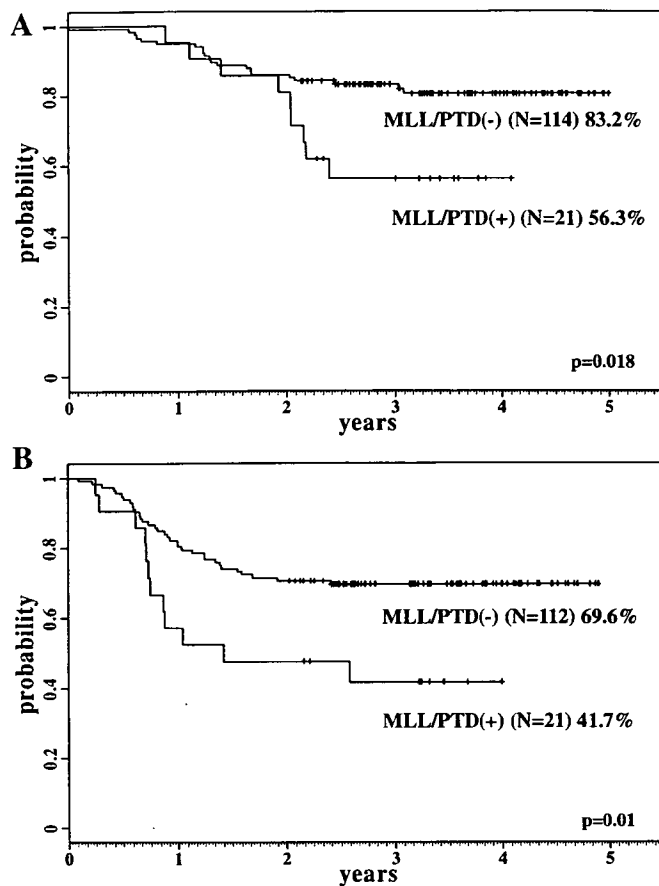 A
1
0.8
0.6
0.4
0.2
0
probability
MLL/PTD(-) (N=114) 83.2%
MLL/PTD(+) (N=21) 56.3%
p=0.018
0 1 2 3 4 5
years
B
1
0.8
0.6
0.4
0.2
0
probability
MLL/PTD(-) (N=112) 69.6%
MLL/PTD(+) (N=21) 41.7%
p=0.01
0 1 2 3 4 5
years